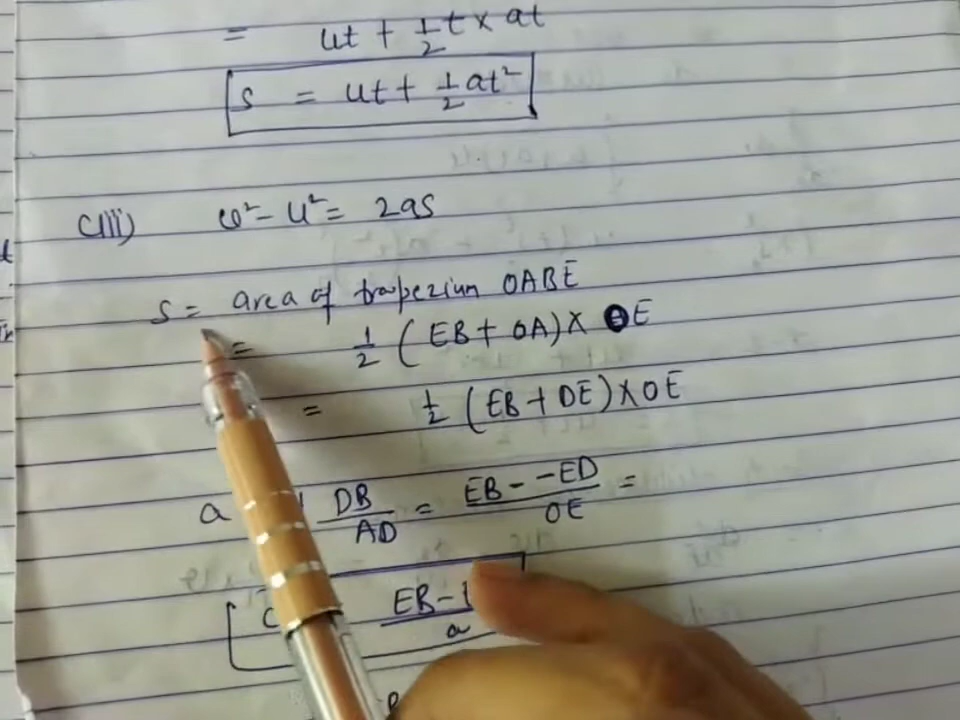 = ut + 1/2 t × at
s = ut + 1/2 at²
(iii) v² - u² = 2as
s = area of trapezium OABE
= 1/2 (EB + OA) × OE
= 1/2 (EB + DE) × OE
a DB/AD = EB - - ED/OE =
EB - /a